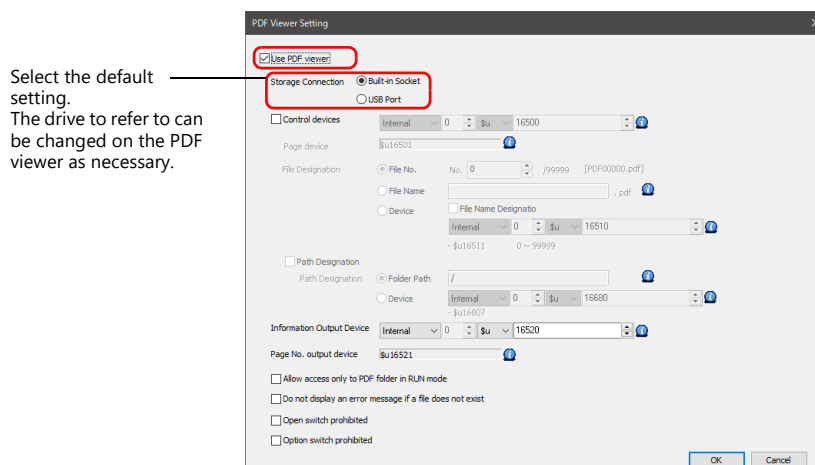 PDF Viewer Setting
Use PDF viewer
Select the default
setting.
The drive to refer to can
be changed on the PDF
viewer as necessary.
Storage Connection Built-in Socket
USB Port
Control devices Internal 0 $u 16500
Page device $u16501
File Designation File No. No. 0 /99999 [PDF00000.pdf]
File Name . pdf
Device File Name Designatio
Internal 0 $u 16510
- $u16511 0 ~ 99999
Path Designation
Path Designation Folder Path /
Device Internal 0 $u 16680
- $u16807
Information Output Device Internal 0 $u 16520
Page No. output device $u16521
Allow access only to PDF folder in RUN mode
Do not display an error message if a file does not exist
Open switch prohibited
Option switch prohibited
OK Cancel